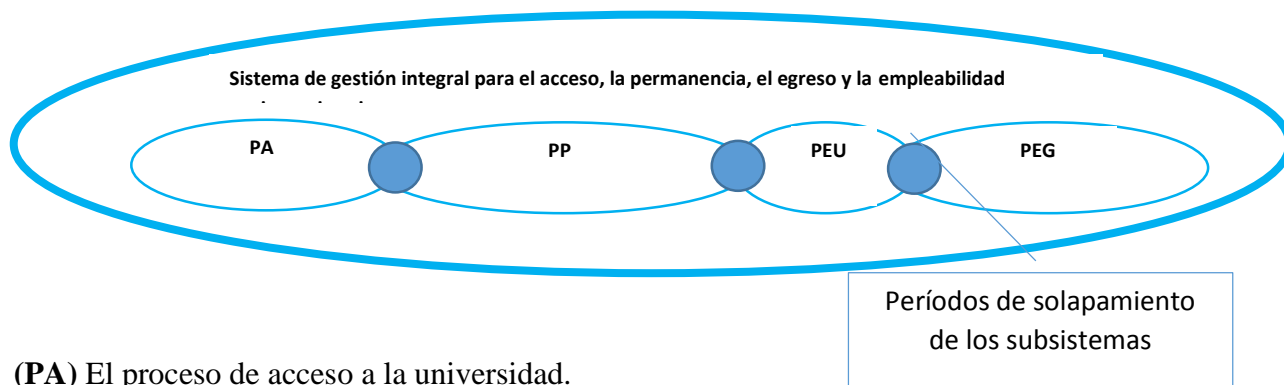 Sistema de gestión integral para el acceso, la permanencia, el egreso y la empleabilidad
PA
PP
PEU
PEG
Períodos de solapamiento
de los subsistemas
(PA) El proceso de acceso a la universidad.